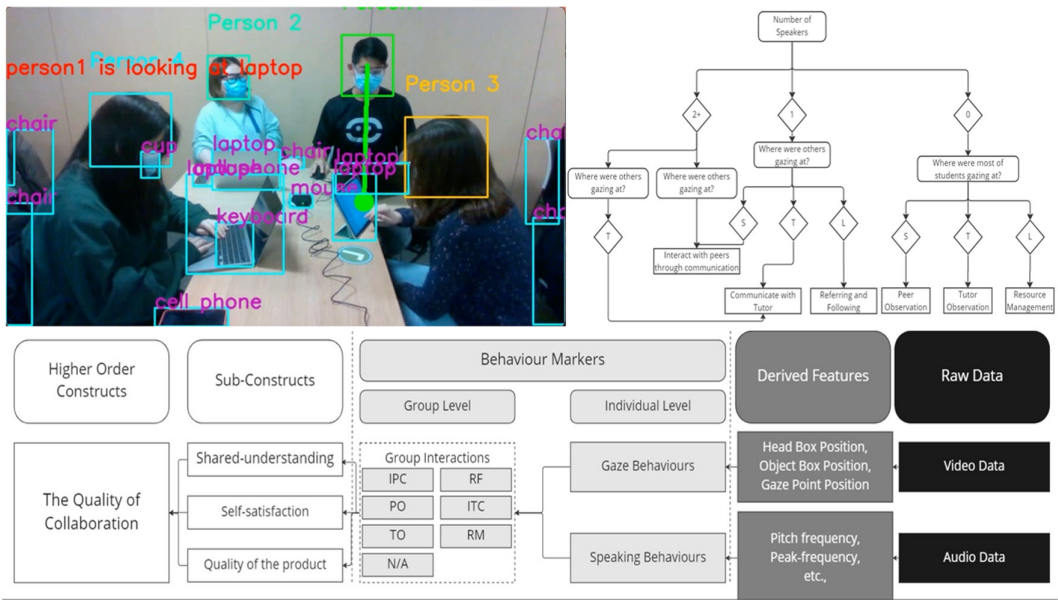 Person 1
Person 2
Person 4
person1 is looking at laptop
Person 3
chair
cup
laptop
chair
cell phone
laptop
laptop
mouse
chair
keyboard
cell phone
Number of
Speakers
2+
1
0
Where were others
gazing at?
Where were others
gazing at?
Where were others
gazing at?
Where were most of
students gazing at?
T
S
T
L
S
T
L
Interact with peers
through communication
Communicate with
Tutor
Referring and
Following
Peer
Observation
Tutor
Observation
Resource
Management
Higher Order
Constructs
Sub-Constructs
Behaviour Markers
Group Level
Individual Level
Derived Features
Raw Data
The Quality of
Collaboration
Shared-understanding
Self-satisfaction
Quality of the product
Group Interactions
IPC
RF
PO
ITC
TO
RM
N/A
Gaze Behaviours
Speaking Behaviours
Head Box Position,
Object Box Position,
Gaze Point Position
Pitch frequency,
Peak-frequency,
etc.,
Video Data
Audio Data